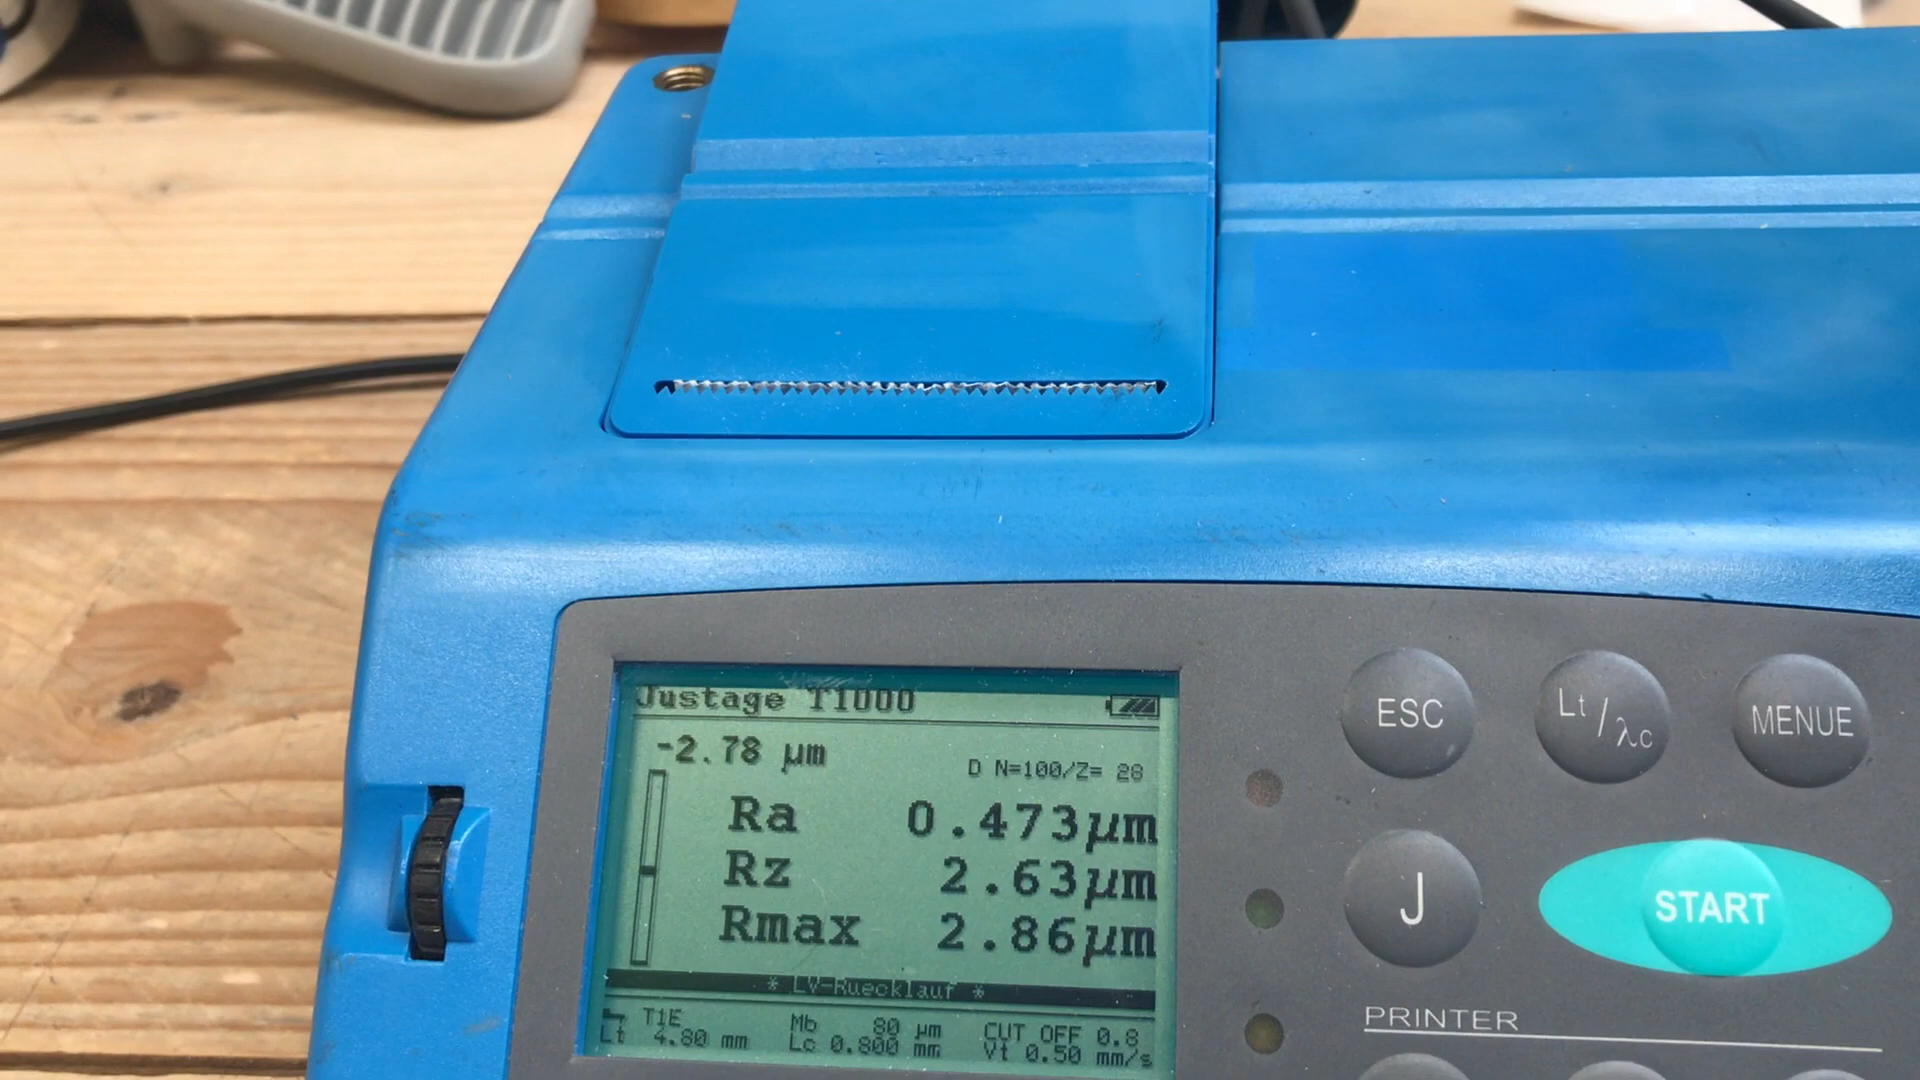 Justage T1000
-2.78 µm
D N=100/Z= 28
Ra 0.473µm
Rz 2.63µm
Rmax 2.86µm
* LV-Ruecklauf *
T1E Mb 80 µm CUT OFF 0.8
Lt 4.80 mm Lc 0.800 mm Vt 0.50 mm/s
ESC
Lt/λc
MENUE
J
START
PRINTER